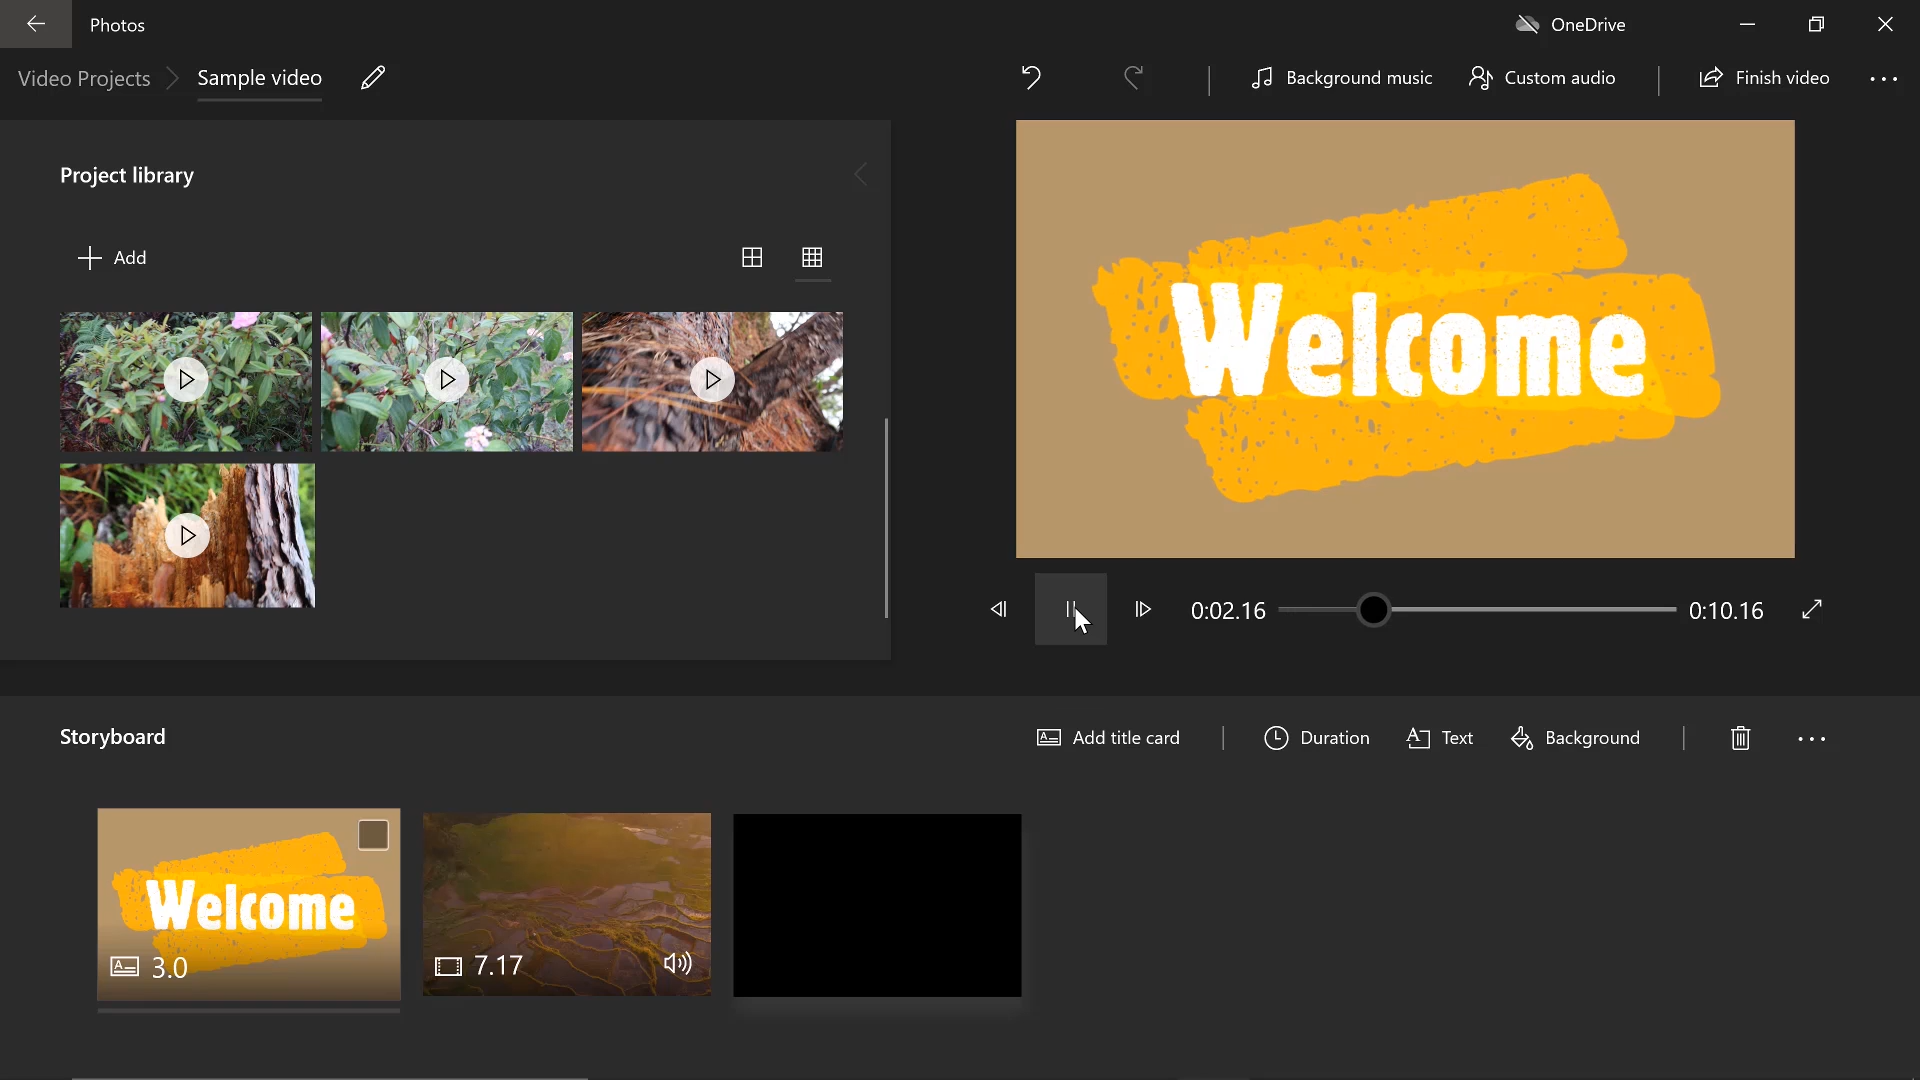 Photos
OneDrive
Video Projects
Sample video
Background music
Custom audio
Finish video
Project library
Add
Welcome
0:02.16
0:10.16
Storyboard
Add title card
Duration
Text
Background
Welcome
3.0
7.17